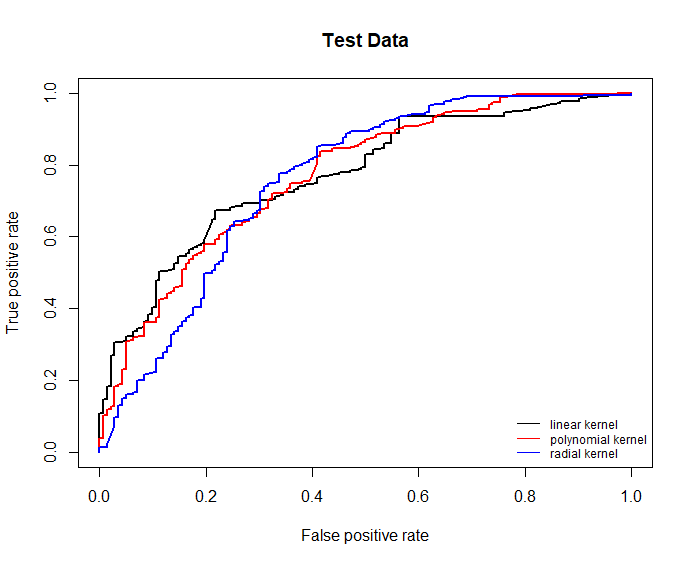 Test Data
True positive rate
1.0
0.8
0.6
0.4
0.2
0.0
linear kernel
polynomial kernel
radial kernel
0.0 0.2 0.4 0.6 0.8 1.0
False positive rate